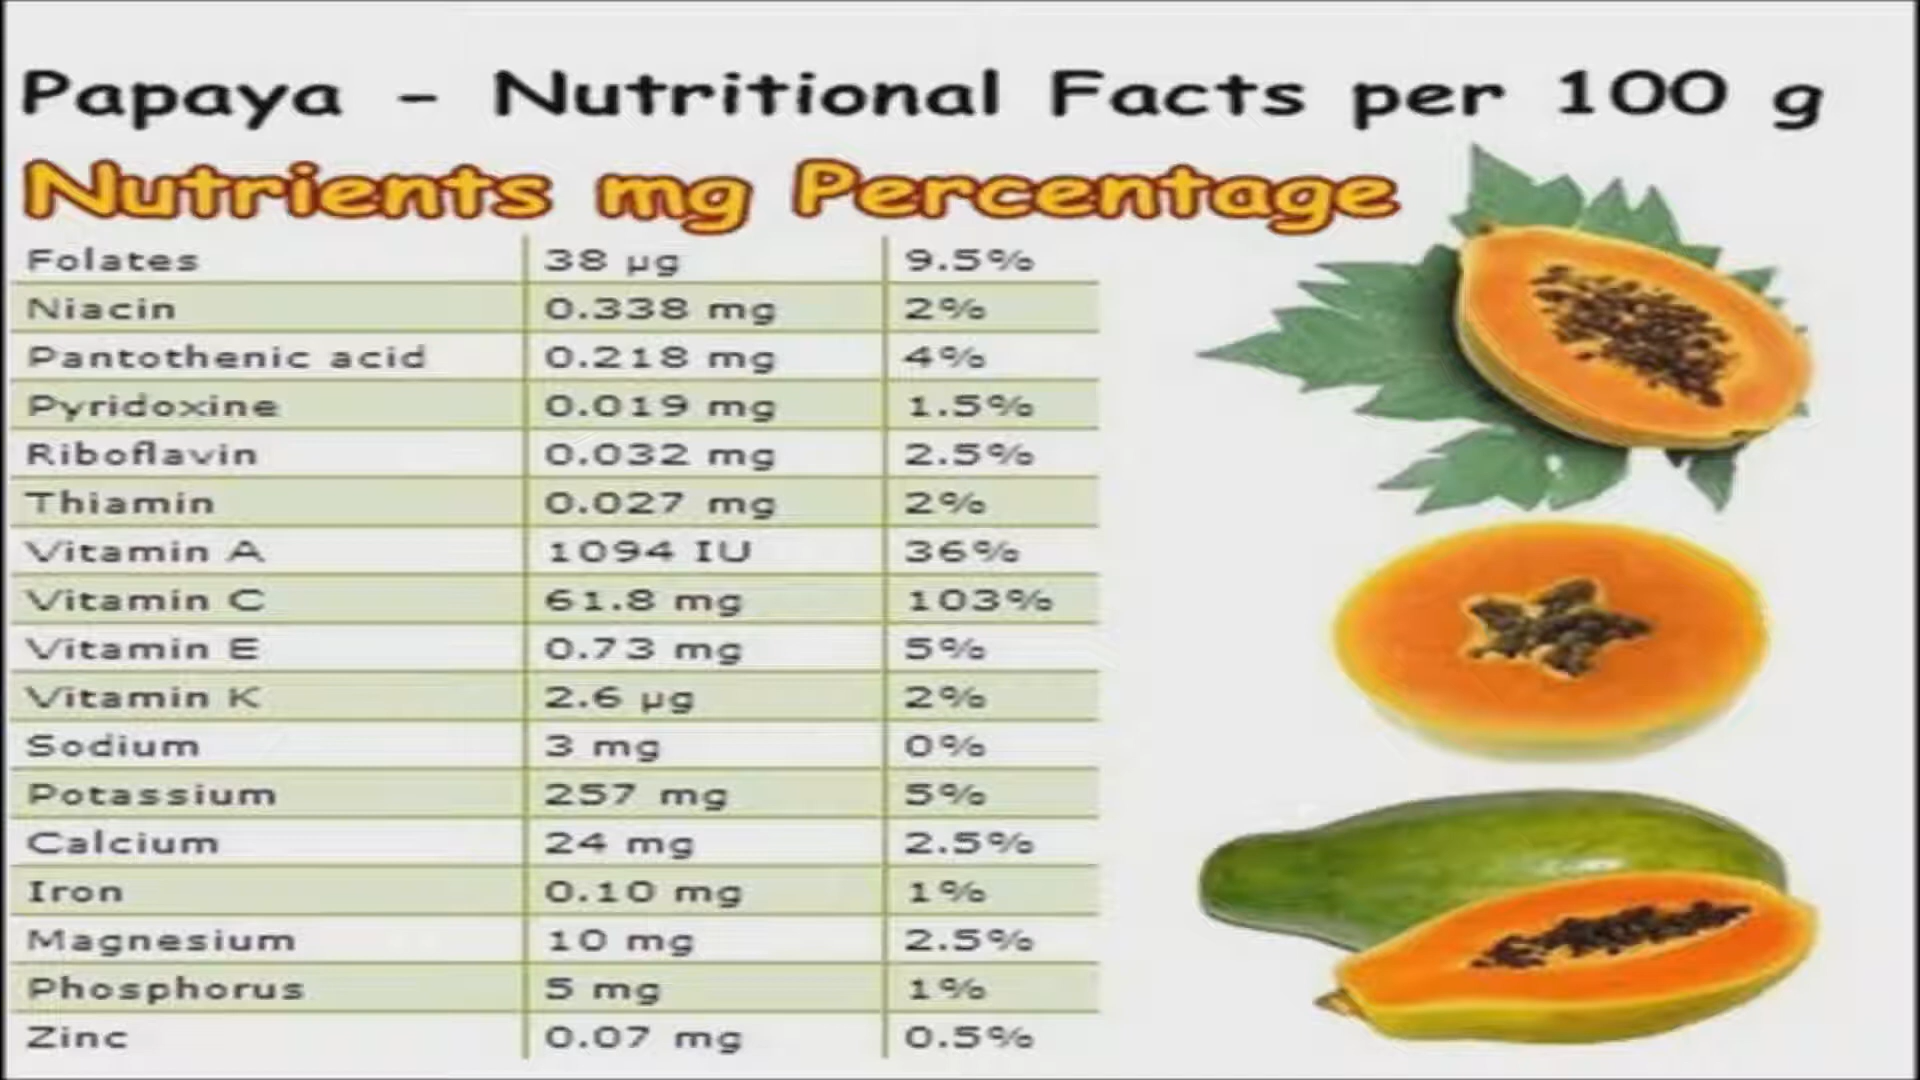 Papaya - Nutritional Facts per 100 g
Nutrients mg Percentage
Folates 38 µg 9.5%
Niacin 0.338 mg 2%
Pantothenic acid 0.218 mg 4%
Pyridoxine 0.019 mg 1.5%
Riboflavin 0.032 mg 2.5%
Thiamin 0.027 mg 2%
Vitamin A 1094 IU 36%
Vitamin C 61.8 mg 103%
Vitamin E 0.73 mg 5%
Vitamin K 2.6 µg 2%
Sodium 3 mg 0%
Potassium 257 mg 5%
Calcium 24 mg 2.5%
Iron 0.10 mg 1%
Magnesium 10 mg 2.5%
Phosphorus 5 mg 1%
Zinc 0.07 mg 0.5%